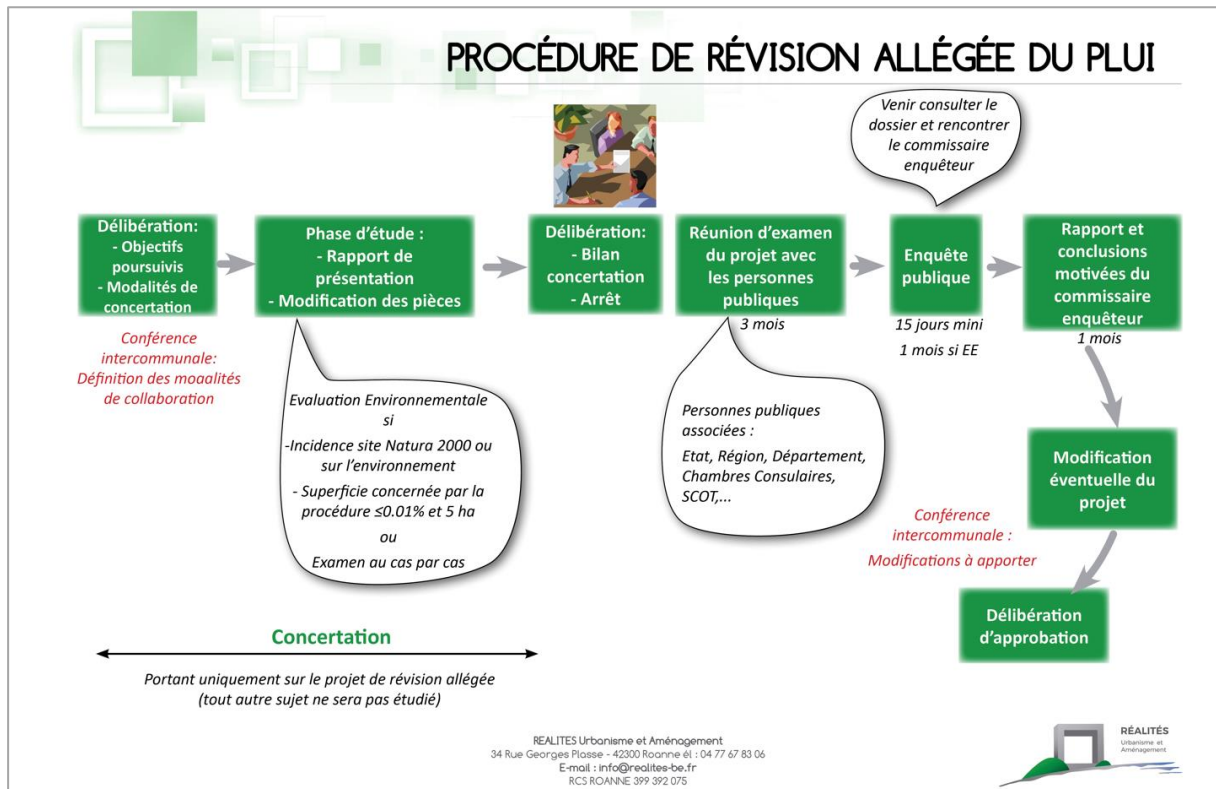 PROCÉDURE DE RÉVISION ALLÉGÉE DU PLUI
Venir consulter le
dossier et rencontrer
le commissaire
enquêteur
Délibération:
- Objectifs
poursuivis
- Modalités de
concertation
Conférence
intercommunale:
Définition des moaalités
de collaboration
Phase d'étude :
- Rapport de
présentation
- Modification des pièces
Evaluation Environnementale
si
-Incidence site Natura 2000 ou
sur l'environnement
- Superficie concernée par la
procédure ≤0.01% et 5 ha
ou
Examen au cas par cas
Délibération:
- Bilan
concertation
- Arrêt
Réunion d'examen
du projet avec
les personnes
publiques
3 mois
Personnes publiques
associées :
Etat, Région, Département,
Chambres Consulaires,
SCOT,...
Enquête
publique
15 jours mini
1 mois si EE
Rapport et
conclusions
motivées du
commissaire
enquêteur
1 mois
Modification
éventuelle du
projet
Conférence
intercommunale :
Modifications à apporter
Délibération
d'approbation
Concertation
Portant uniquement sur le projet de révision allégée
(tout autre sujet ne sera pas étudié)
REALITES Urbanisme et Aménagement
34 Rue Georges Plasse - 42300 Roanne él : 04 77 67 83 06
E-mail : info@realites-be.fr
RCS ROANNE 399 392 075
RÉALITÉS
Urbanisme et
Aménagement